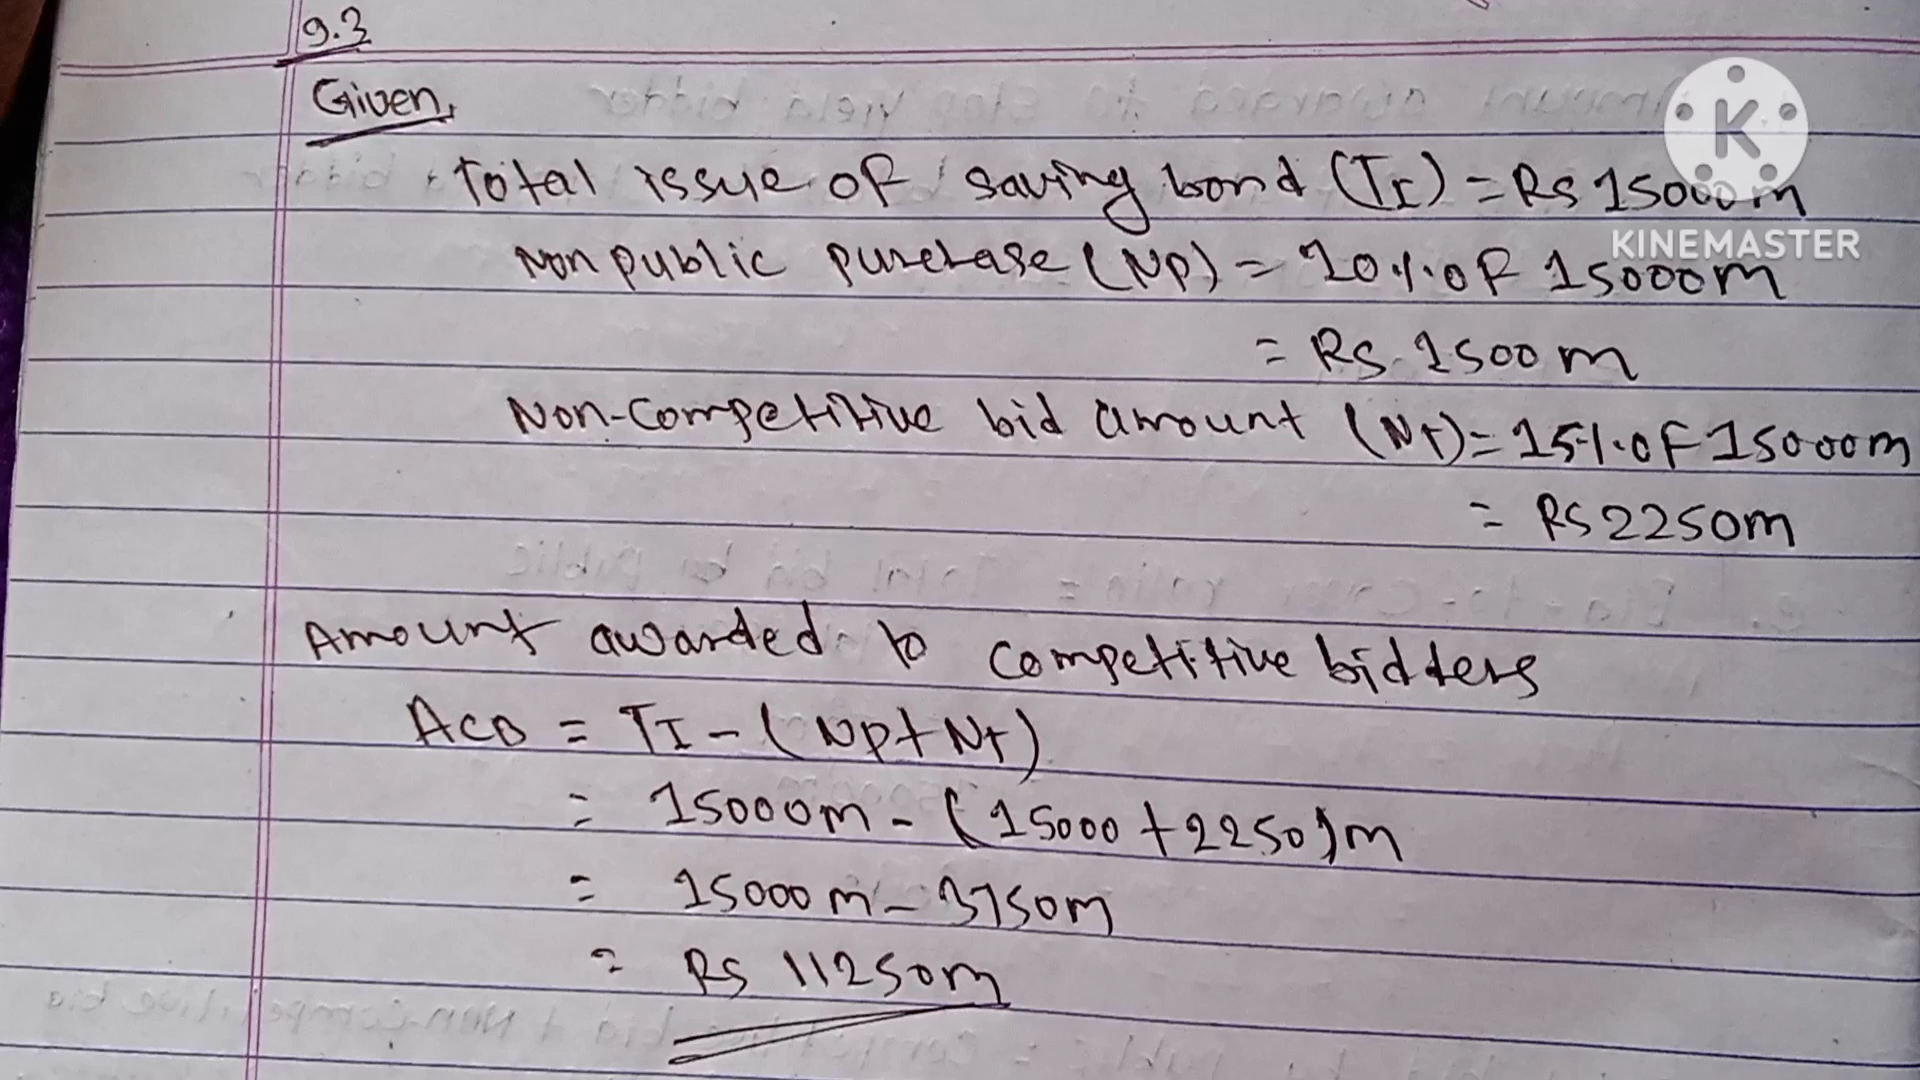 9.3
Given,
Total issue of saving bond (TI) = Rs 15000m
KINEMASTER
Non public purchase (NP) = 10% of 15000m
= Rs 1500m
Non-competitive bid amount (NT) = 15% of 15000m
= Rs 2250m
Amount awarded to competitive bidders
ACB = TI - (NP + NT)
= 15000m - (15000 + 2250)m
= 15000m - 3750m
= Rs 11250m